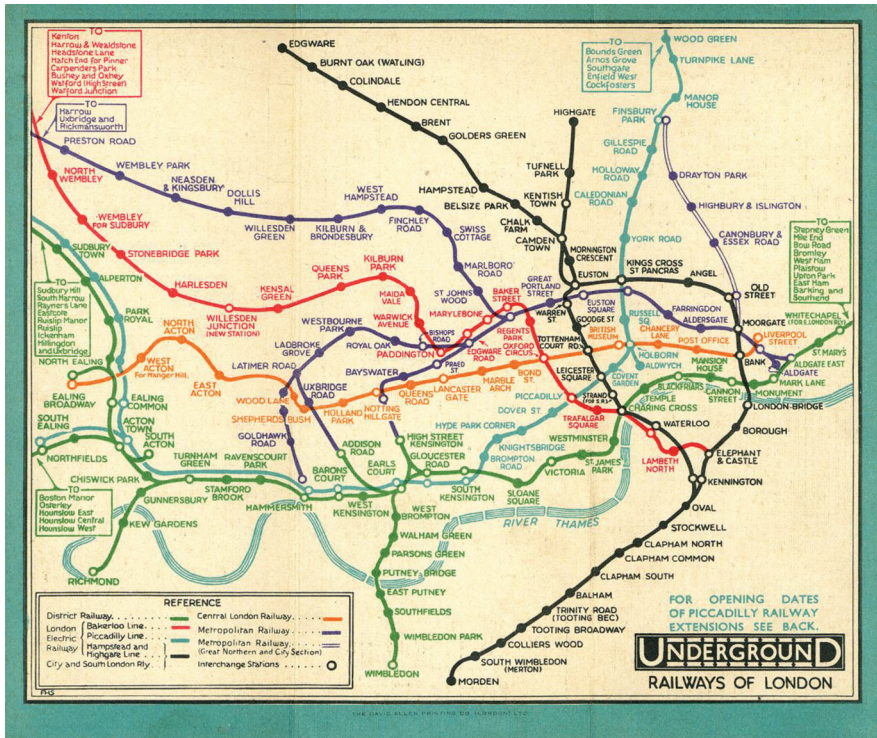 TO
Kenton
Harrow & Wealdstone
Headstone Lane
Hatch End for Pinner
Carpenders Park
Bushey and Oxhey
Watford (High Street)
Watford Junction
TO
Harrow
Uxbridge and
Rickmansworth
PRESTON ROAD
NORTH
WEMBLEY
WEMBLEY PARK
NEASDEN
& KINGSBURY
DOLLIS
HILL
WILLESDEN
GREEN
KILBURN &
BRONDESBURY
WEST
HAMPSTEAD
FINCHLEY
ROAD
SWISS
COTTAGE
MARLBORO'
ROAD
ST JOHNS
WOOD
EDGWARE
BURNT OAK (WATLING)
COLINDALE
HENDON CENTRAL
BRENT
GOLDERS GREEN
HAMPSTEAD
BELSIZE PARK
CHALK
FARM
CAMDEN
TOWN
HIGHGATE
TUFNELL
PARK
KENTISH
TOWN
MORNINGTON
CRESCENT
EUSTON
TO
Bounds Green
Arnos Grove
Southgate
Enfield West
Cockfosters
WOOD GREEN
TURNPIKE LANE
MANOR
HOUSE
FINSBURY
PARK
GILLESPIE
ROAD
HOLLOWAY
ROAD
CALEDONIAN
ROAD
YORK ROAD
KINGS CROSS
ST PANCRAS
DRAYTON PARK
HIGHBURY & ISLINGTON
CANONBURY &
ESSEX ROAD
ANGEL
OLD
STREET
MOORGATE
TO
Stepney Green
Mile End
Bow Road
Bromley
West Ham
Plaistow
Upton Park
East Ham
Barking and
Southend
WHITECHAPEL
(FOR E. LONDON RLY)
ST. MARY'S
ALDGATE EAST
ALDGATE
MARK LANE
MONUMENT
LIVERPOOL
STREET
BANK
WEMBLEY
FOR SUDBURY
STONEBRIDGE PARK
HARLESDEN
WILLESDEN
JUNCTION
(NEW STATION)
KENSAL
GREEN
QUEENS
PARK
KILBURN
PARK
MAIDA
VALE
WARWICK
AVENUE
PADDINGTON
BISHOPS
ROAD
EDGWARE
ROAD
MARYLEBONE
BAKER
STREET
REGENTS
PARK
OXFORD
CIRCUS
GREAT
PORTLAND
STREET
WARREN
ST.
EUSTON
SQUARE
GOODGE ST
TOTTENHAM
COURT RD
RUSSELL
SQ
BRITISH
MUSEUM
CHANCERY
LANE
POST OFFICE
FARRINGDON
ALDERSGATE
HOLBORN
ALDWYCH
COVENT
GARDEN
LEICESTER
SQUARE
STRAND
(FOR S.R.)
CHARING CROSS
TEMPLE
BLACKFRIARS
MANSION
HOUSE
CANNON
STREET
LONDON BRIDGE
BOROUGH
ELEPHANT
& CASTLE
WATERLOO
LAMBETH
NORTH
TRAFALGAR
SQUARE
PICCADILLY
DOVER ST.
HYDE PARK CORNER
KNIGHTSBRIDGE
BROMPTON
ROAD
SOUTH
KENSINGTON
SLOANE
SQUARE
VICTORIA
ST. JAMES'
PARK
WESTMINSTER
SUDBURY
TOWN
ALPERTON
PARK
ROYAL
TO
Sudbury Hill
South Harrow
Rayners Lane
Eastcote
Ruislip Manor
Ruislip
Ickenham
Hillingdon
and Uxbridge
NORTH EALING
EALING
BROADWAY
EALING
COMMON
WEST
ACTON
For Hanger Hill.
NORTH
ACTON
EAST
ACTON
WOOD LANE
SHEPHERDS BUSH
HOLLAND
PARK
NOTTING
HILL GATE
QUEENS
ROAD
LANCASTER
GATE
MARBLE
ARCH
BOND
ST.
WESTBOURNE
PARK
LADBROKE
GROVE
LATIMER ROAD
ROYAL OAK
PRAED
ST
BAYSWATER
UXBRIDGE
ROAD
GOLDHAWK
ROAD
ADDISON
ROAD
HIGH STREET
KENSINGTON
GLOUCESTER
ROAD
EARLS
COURT
BARONS
COURT
WEST
KENSINGTON
HAMMERSMITH
RAVENSCOURT
PARK
STAMFORD
BROOK
TURNHAM
GREEN
ACTON
TOWN
SOUTH
ACTON
SOUTH
EALING
NORTHFIELDS
TO
Boston Manor
Osterley
Hounslow East
Hounslow Central
Hounslow West
CHISWICK PARK
GUNNERSBURY
KEW GARDENS
RICHMOND
WEST
BROMPTON
WALHAM GREEN
PARSONS GREEN
PUTNEY BRIDGE
EAST PUTNEY
SOUTHFIELDS
WIMBLEDON PARK
WIMBLEDON
RIVER THAMES
KENNINGTON
OVAL
STOCKWELL
CLAPHAM NORTH
CLAPHAM COMMON
CLAPHAM SOUTH
BALHAM
TRINITY ROAD
(TOOTING BEC)
TOOTING BROADWAY
COLLIERS WOOD
SOUTH WIMBLEDON
(MERTON)
MORDEN
REFERENCE
District Railway
London Electric Railway
Bakerloo Line
Piccadilly Line
Hampstead and
Highgate Line
City and South London Rly
Central London Railway
Metropolitan Railway
Metropolitan Railway
(Great Northern and City Section)
Interchange Stations
FOR OPENING DATES
OF PICCADILLY RAILWAY
EXTENSIONS SEE BACK.
UNDERGROUND
RAILWAYS OF LONDON